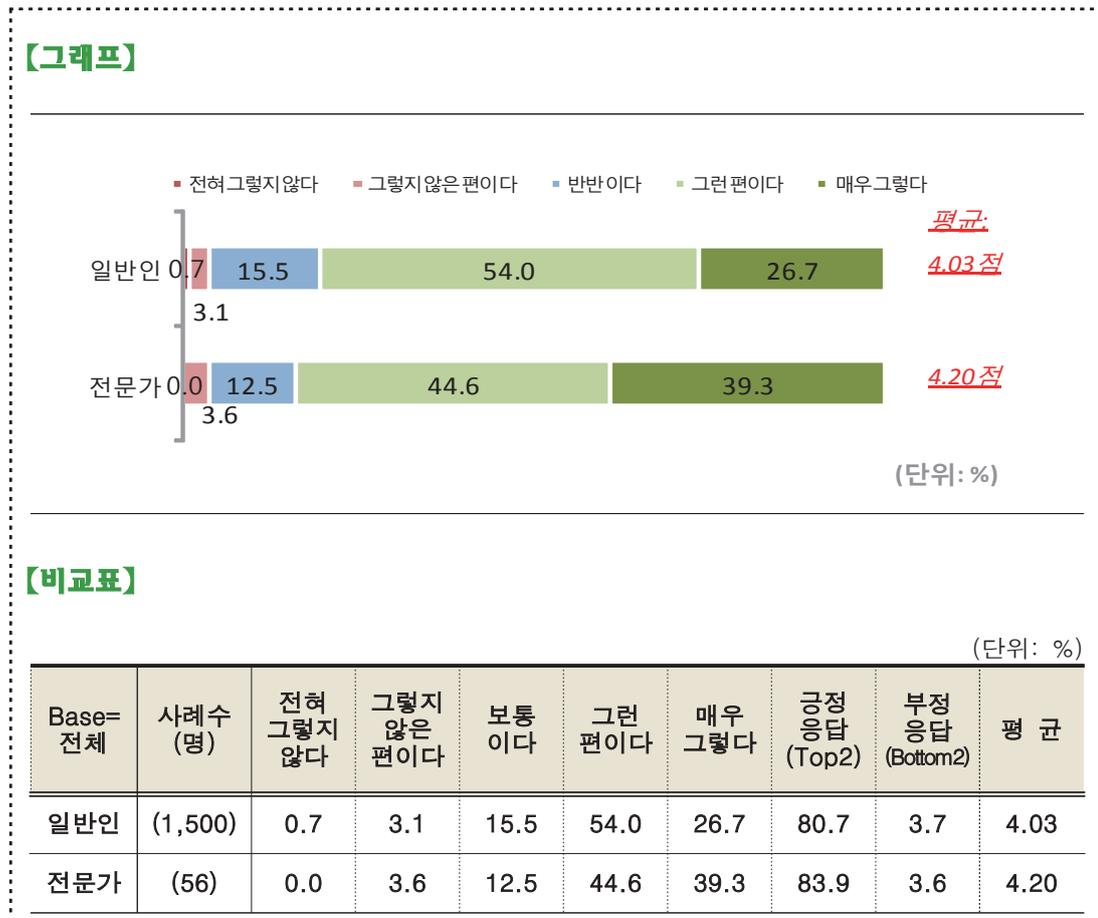 【그래프】
전혀그렇지않다 그렇지않은편이다 반반이다 그런편이다 매우그렇다
평균:
일반인 0.7 15.5 54.0 26.7 4.03점
3.1
전문가 0.0 12.5 44.6 39.3 4.20점
3.6
(단위: %)
【비교표】
(단위: %)
Base=
전체
사례수
(명)
전혀
그렇지
않다
그렇지
않은
편이다
보통
이다
그런
편이다
매우
그렇다
긍정
응답
(Top2)
부정
응답
(Bottom2)
평 균
일반인 (1,500) 0.7 3.1 15.5 54.0 26.7 80.7 3.7 4.03
전문가 (56) 0.0 3.6 12.5 44.6 39.3 83.9 3.6 4.20